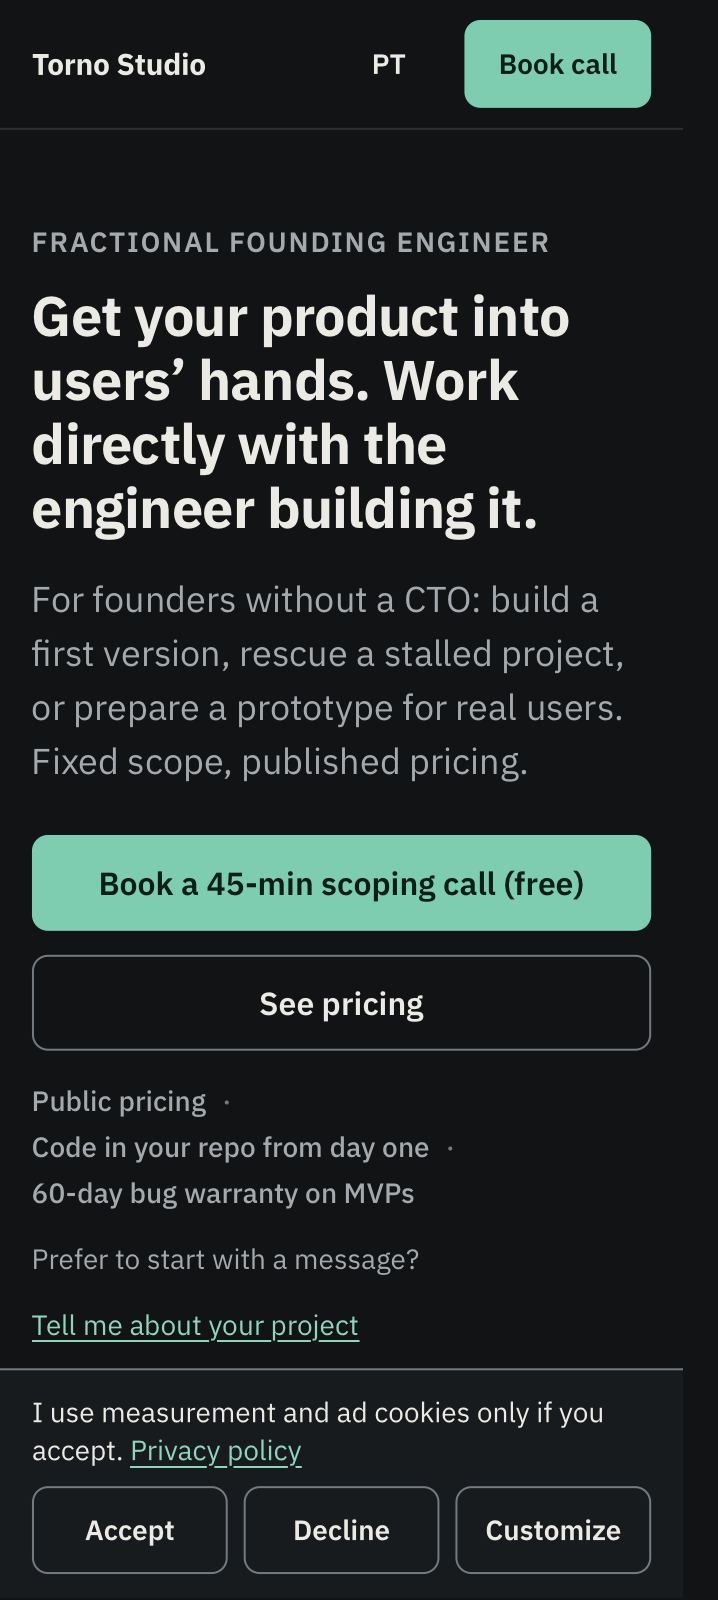 Torno Studio
PT
Book call
FRACTIONAL FOUNDING ENGINEER
Get your product into
users’ hands. Work
directly with the
engineer building it.
For founders without a CTO: build a
first version, rescue a stalled project,
or prepare a prototype for real users.
Fixed scope, published pricing.
Book a 45-min scoping call (free)
See pricing
Public pricing ·
Code in your repo from day one ·
60-day bug warranty on MVPs
Prefer to start with a message?
Tell me about your project
I use measurement and ad cookies only if you
accept. Privacy policy
Accept
Decline
Customize